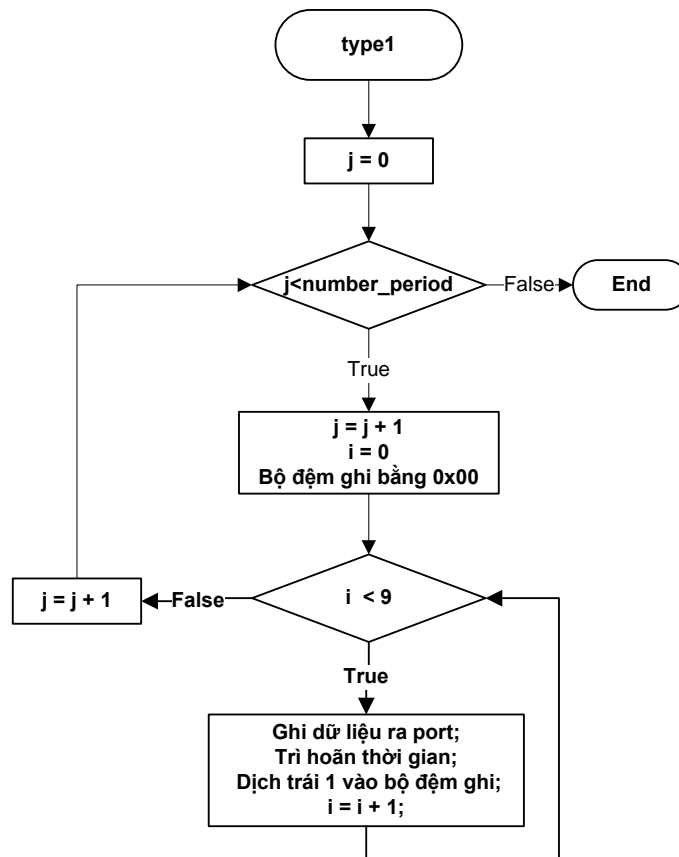 type1
j = 0
j<number_period
False
End
True
j = j + 1
i = 0
Bộ đệm ghi bằng 0x00
j = j + 1
False
i < 9
True
Ghi dữ liệu ra port;
Trì hoãn thời gian;
Dịch trái 1 vào bộ đệm ghi;
i = i + 1;